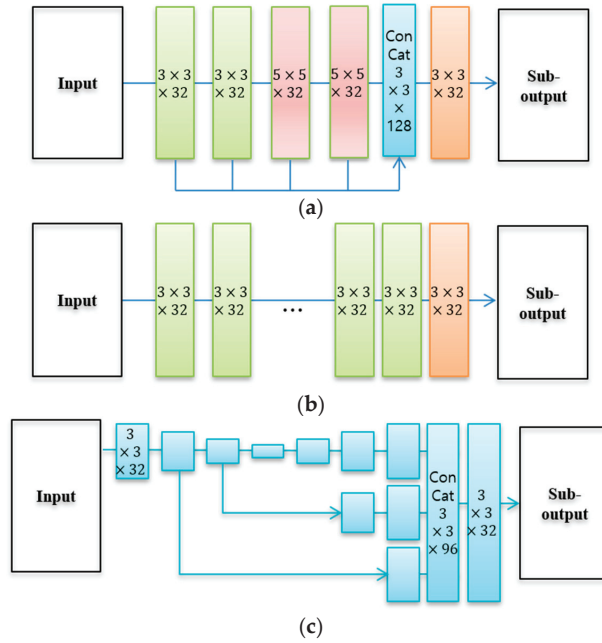 Input
3 × 3
× 32
3 × 3
× 32
5 × 5
× 32
5 × 5
× 32
Con
Cat
3
×
3
×
128
3 × 3
× 32
Sub-
output
(a)
Input
3 × 3
× 32
3 × 3
× 32
...
3 × 3
× 32
3 × 3
× 32
3 × 3
× 32
Sub-
output
(b)
Input
3
× 3
× 32
Con
Cat
3
× 3
× 96
3
× 3
× 32
Sub-
output
(c)